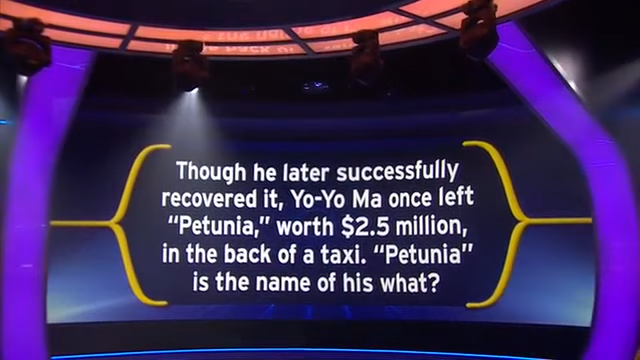 Though he later successfully
recovered it, Yo-Yo Ma once left
“Petunia,” worth $2.5 million,
in the back of a taxi. “Petunia”
is the name of his what?